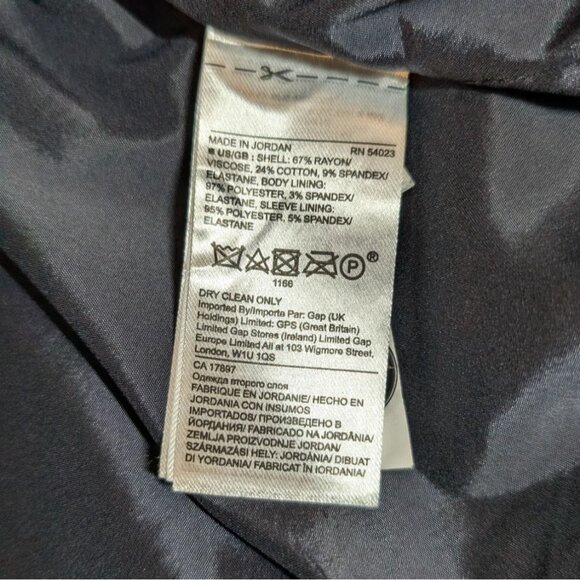 MADE IN JORDAN RN 54023
■ US/GB : SHELL: 67% RAYON/
VISCOSE, 24% COTTON, 9% SPANDEX/
ELASTANE, BODY LINING:
97% POLYESTER, 3% SPANDEX/
ELASTANE, SLEEVE LINING:
95% POLYESTER, 5% SPANDEX/
ELASTANE
P ®
1166
DRY CLEAN ONLY
Imported By/Importe Par: Gap (UK
Holdings) Limited: GPS (Great Britain)
Limited Gap Stores (Ireland) Limited Gap
Europe Limited All at 103 Wigmore Street,
London, W1U 1QS
CA 17897
Одежда второго слоя
FABRIQUE EN JORDANIE/ HECHO EN
JORDANIA CON INSUMOS
IMPORTADOS/ ПРОИЗВЕДЕНО В
ЙОРДАНИЯ/ FABRICADO NA JORDÂNIA/
ZEMLJA PROIZVODNJE JORDAN/
SZÁRMAZÁSI HELY: JORDÁNIA/ DIBUAT
DI YORDANIA/ FABRICAT ÎN IORDANIA/